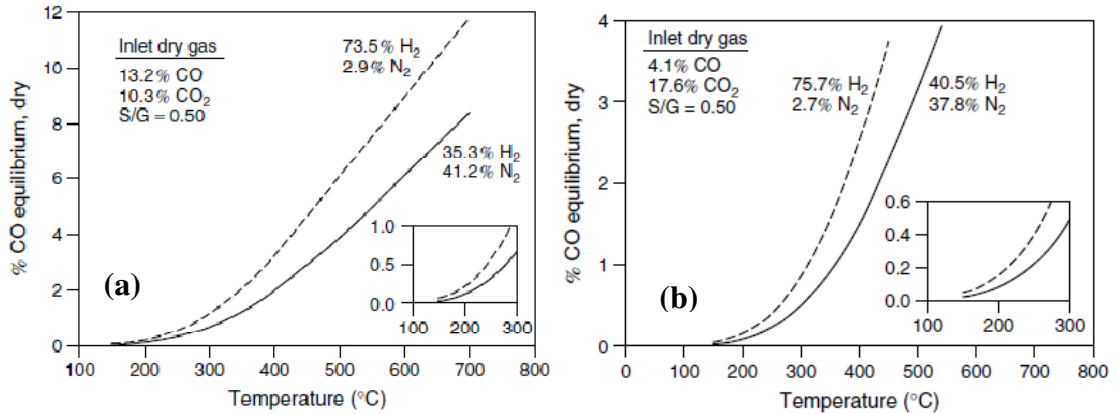 12
10
8
6
4
2
0
% CO equilibrium, dry
Inlet dry gas
13.2% CO
10.3% CO2
S/G = 0.50
73.5% H2
2.9% N2
35.3% H2
41.2% N2
1.0
0.5
0.0
100 200 300
(a)
100 200 300 400 500 600 700 800
Temperature (°C)
4
3
2
1
0
% CO equilibrium, dry
Inlet dry gas
4.1% CO
17.6% CO2
S/G = 0.50
75.7% H2
2.7% N2
40.5% H2
37.8% N2
0.6
0.4
0.2
0.0
100 200 300
(b)
0 100 200 300 400 500 600 700 800
Temperature (°C)